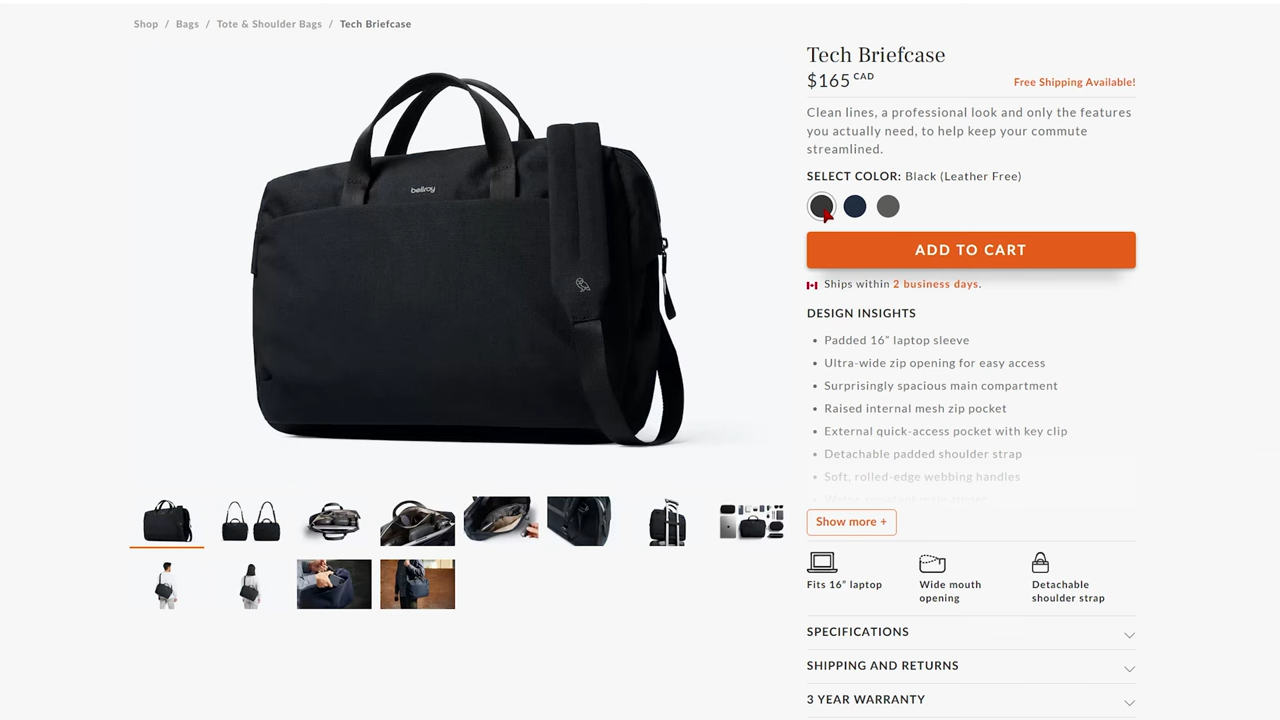 Shop / Bags / Tote & Shoulder Bags / Tech Briefcase
bellroy
Tech Briefcase
$165 CAD
Free Shipping Available!
Clean lines, a professional look and only the features
you actually need, to help keep your commute
streamlined.
SELECT COLOR: Black (Leather Free)
ADD TO CART
Ships within 2 business days.
DESIGN INSIGHTS
• Padded 16” laptop sleeve
• Ultra-wide zip opening for easy access
• Surprisingly spacious main compartment
• Raised internal mesh zip pocket
• External quick-access pocket with key clip
• Detachable padded shoulder strap
• Soft, rolled-edge webbing handles
Show more +
Fits 16” laptop
Wide mouth
opening
Detachable
shoulder strap
SPECIFICATIONS
SHIPPING AND RETURNS
3 YEAR WARRANTY